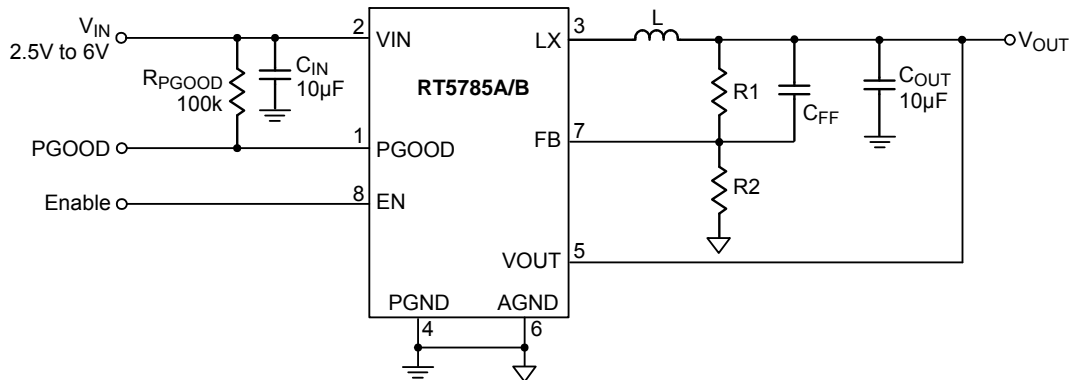 VIN
2.5V to 6V
RPGOOD
100k
CIN
10µF
PGOOD
Enable
2
VIN
1
PGOOD
8
EN
RT5785A/B
LX
3
FB
7
VOUT
5
PGND
4
AGND
6
L
R1
CFF
R2
COUT
10µF
VOUT